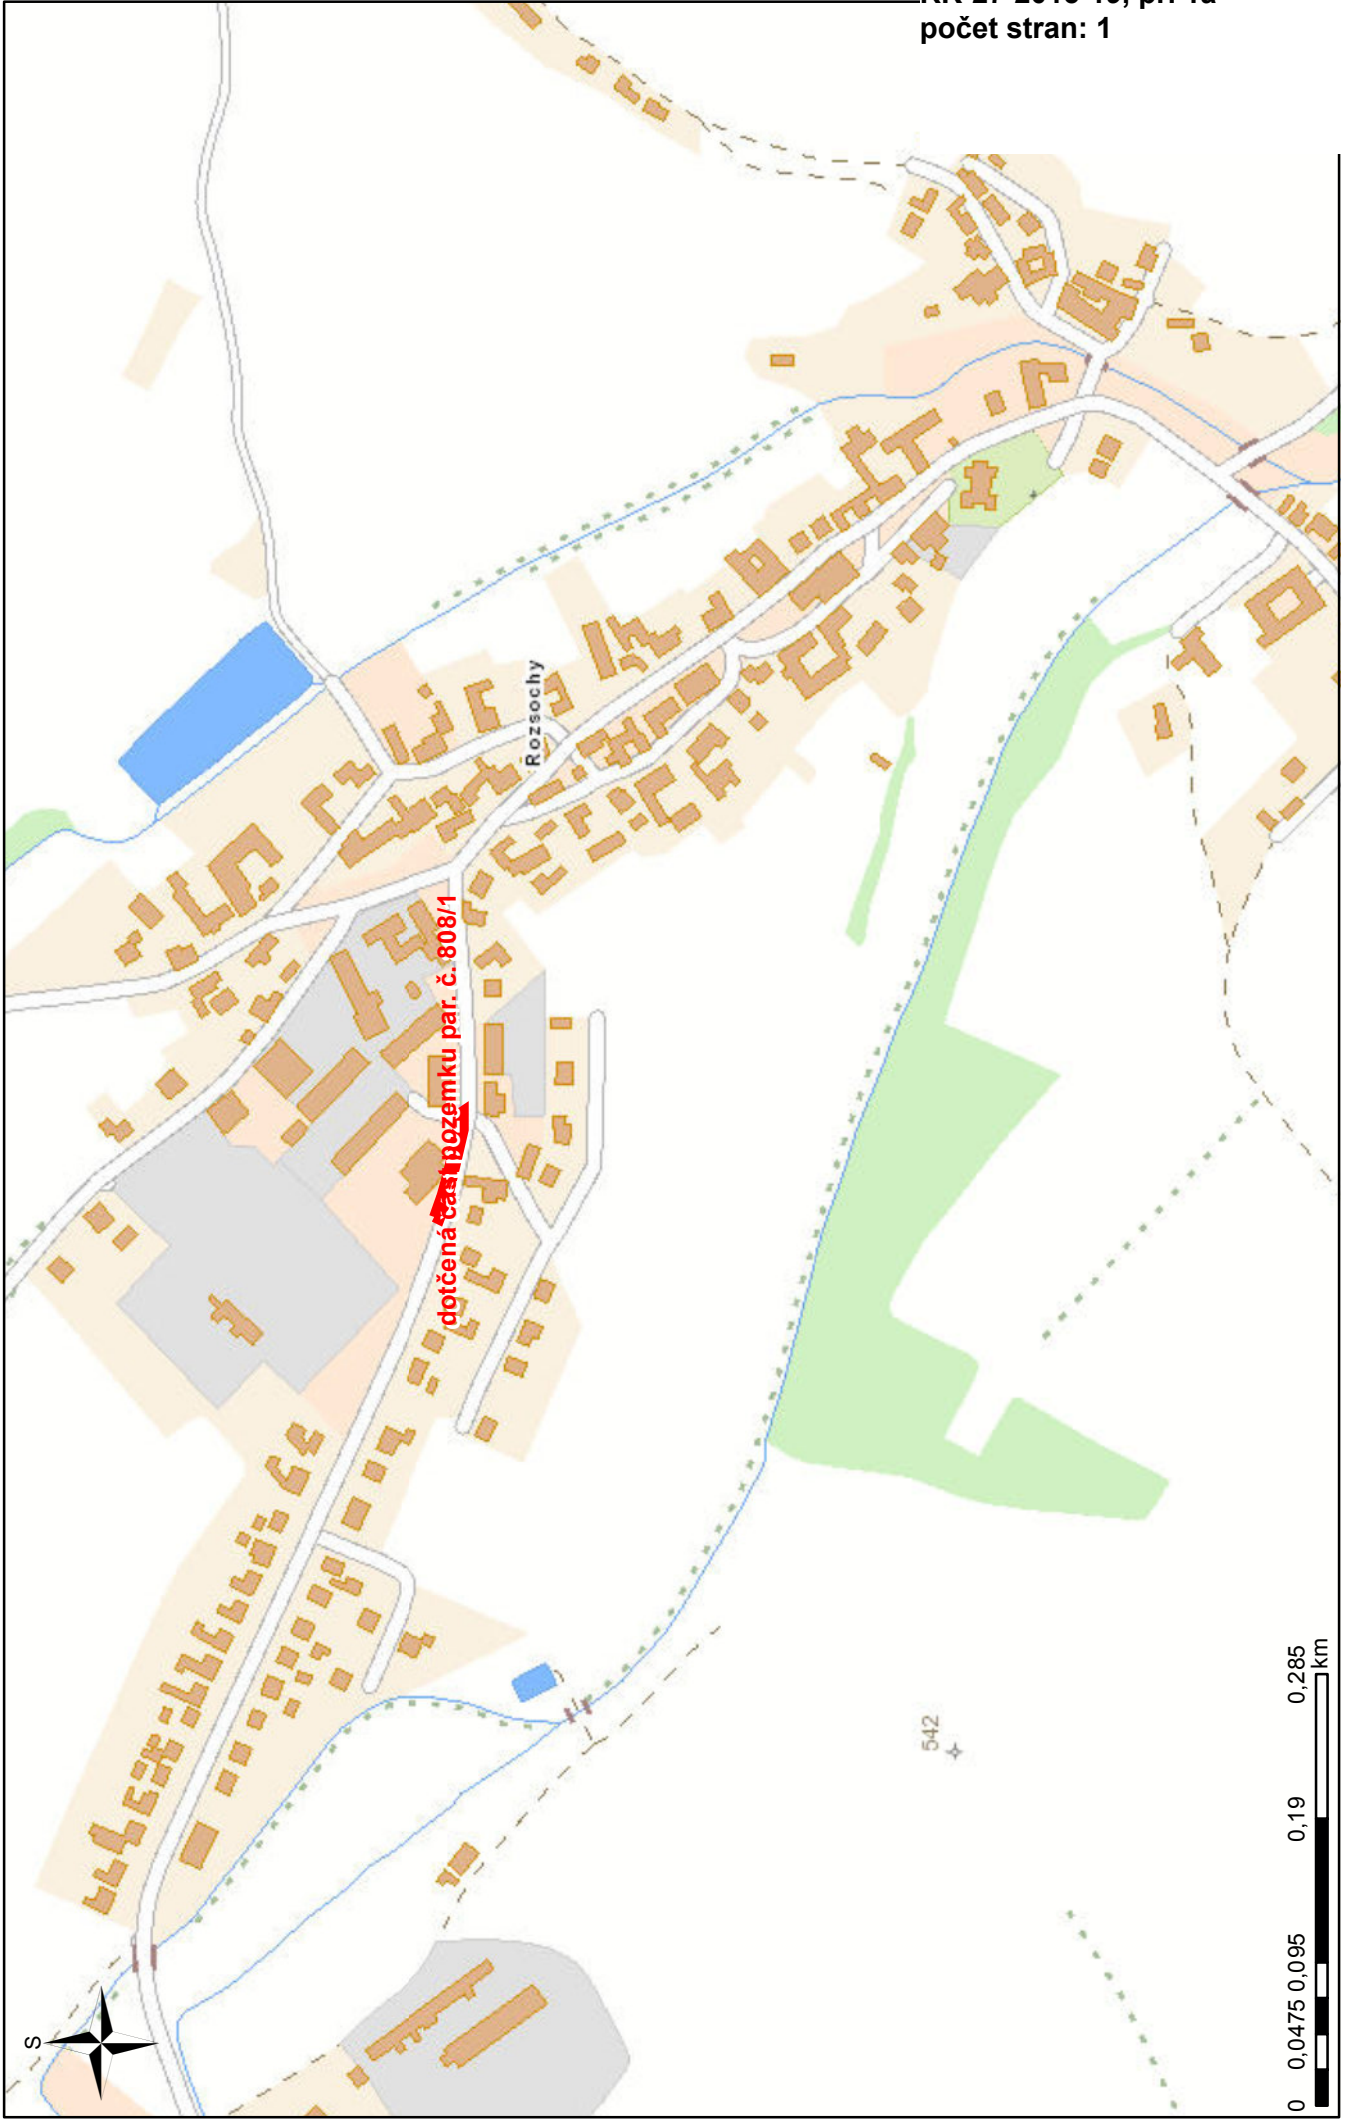 počet stran: 1
Rozsochy
dotčená část pozemku par. č. 808/1
542
S
0 0,0475 0,095 0,19 0,285
km